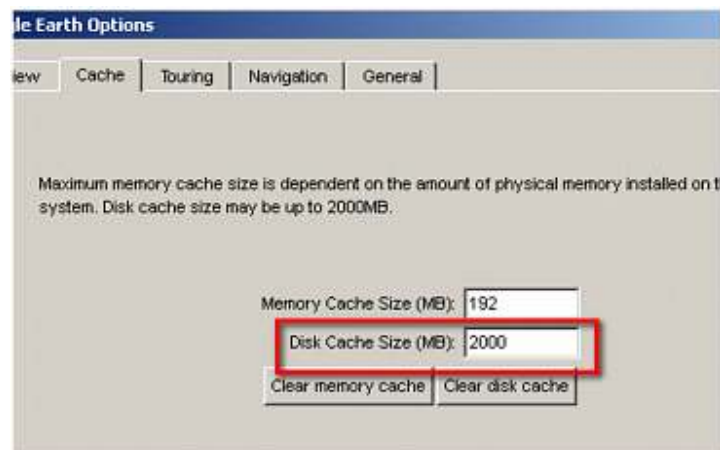 le Earth Options
iew Cache Touring Navigation General
Maximum memory cache size is dependent on the amount of physical memory installed on t
system. Disk cache size may be up to 2000MB.
Memory Cache Size (MB): 192
Disk Cache Size (MB): 2000
Clear memory cache Clear disk cache